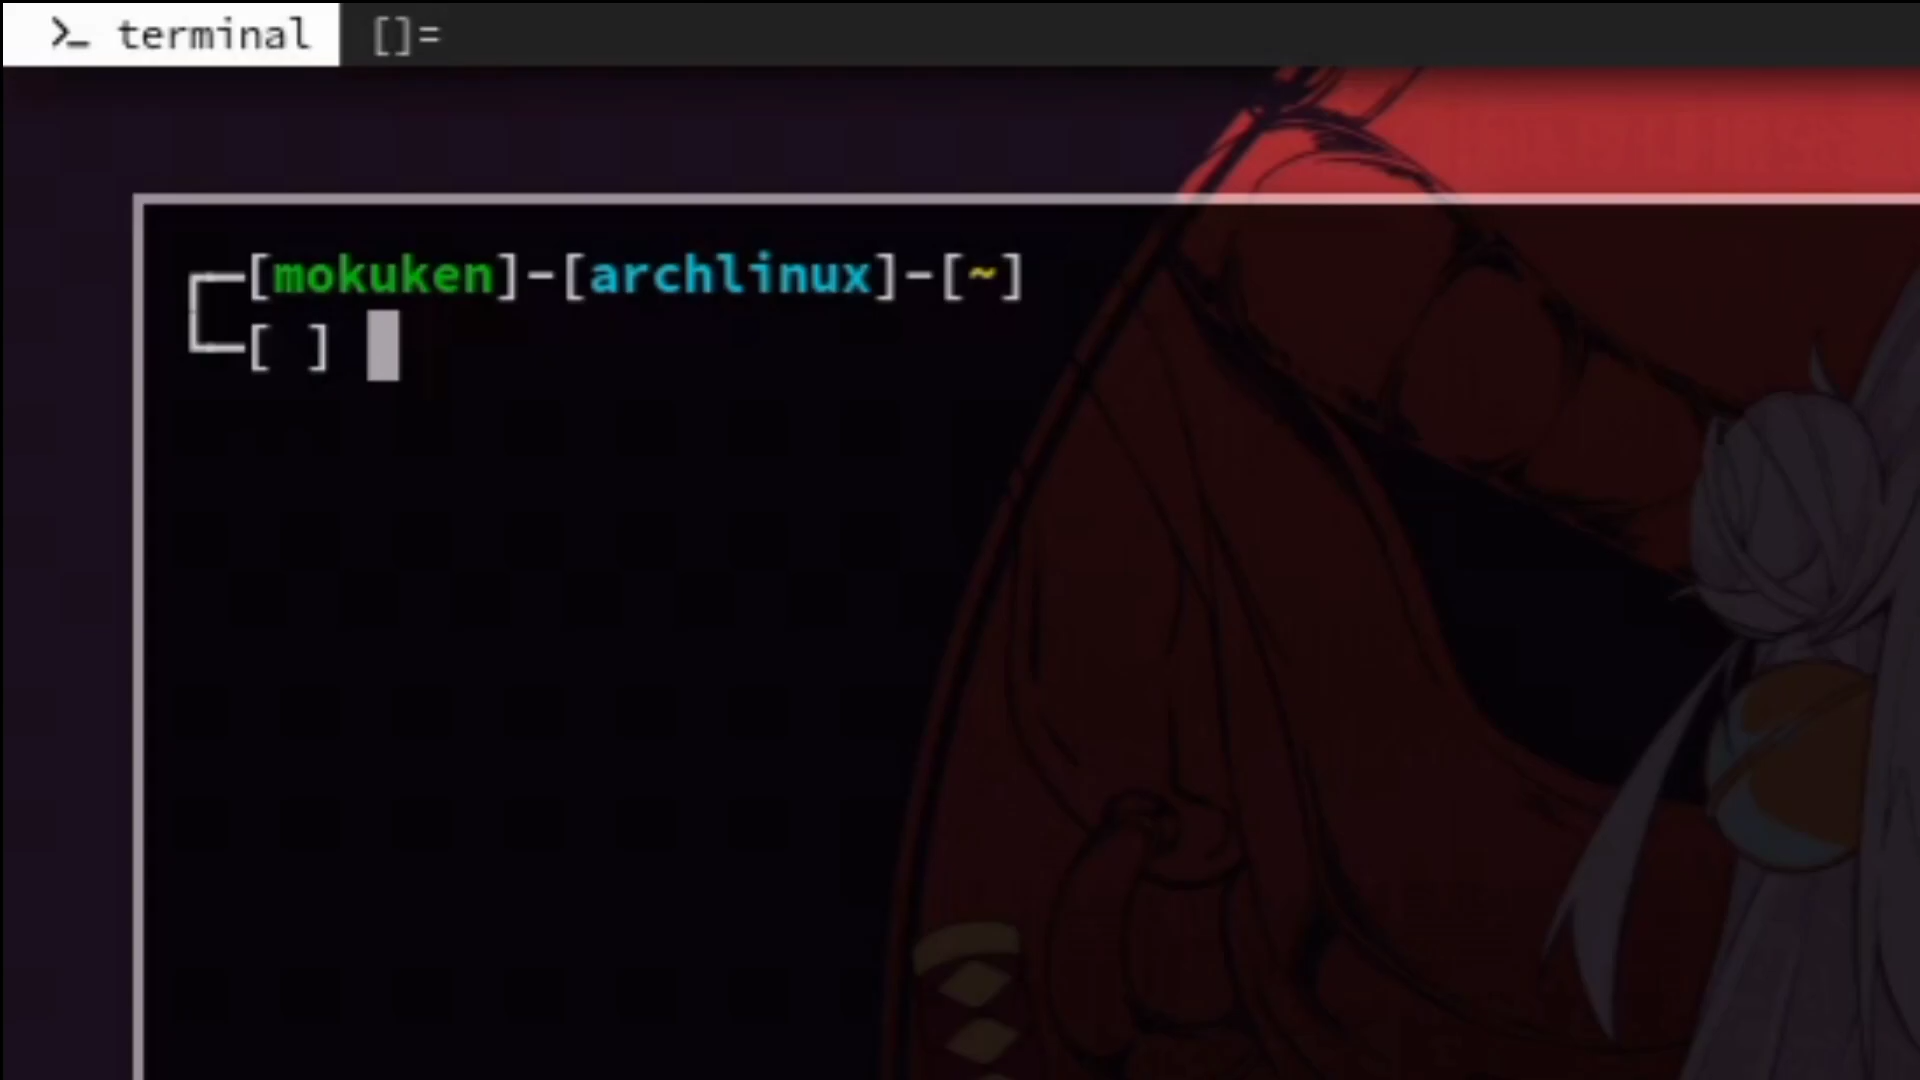 >_ terminal []=
┌─[mokuken]-[archlinux]-[~]
└─[ ]